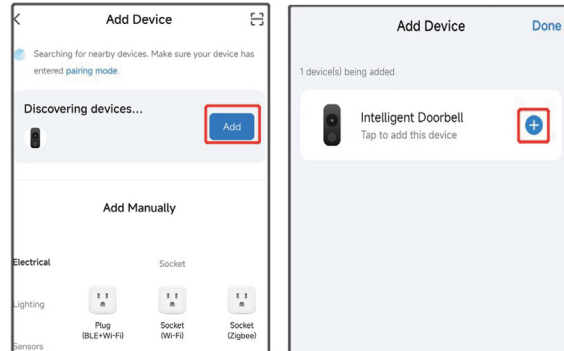 Add Device
Searching for nearby devices. Make sure your device has
entered pairing mode.
Discovering devices...
Add
Add Manually
Electrical
Socket
Lighting
Plug
(BLE+Wi-Fi)
Socket
(Wi-Fi)
Socket
(Zigbee)
Sensors
Add Device
Done
1 device(s) being added
Intelligent Doorbell
Tap to add this device